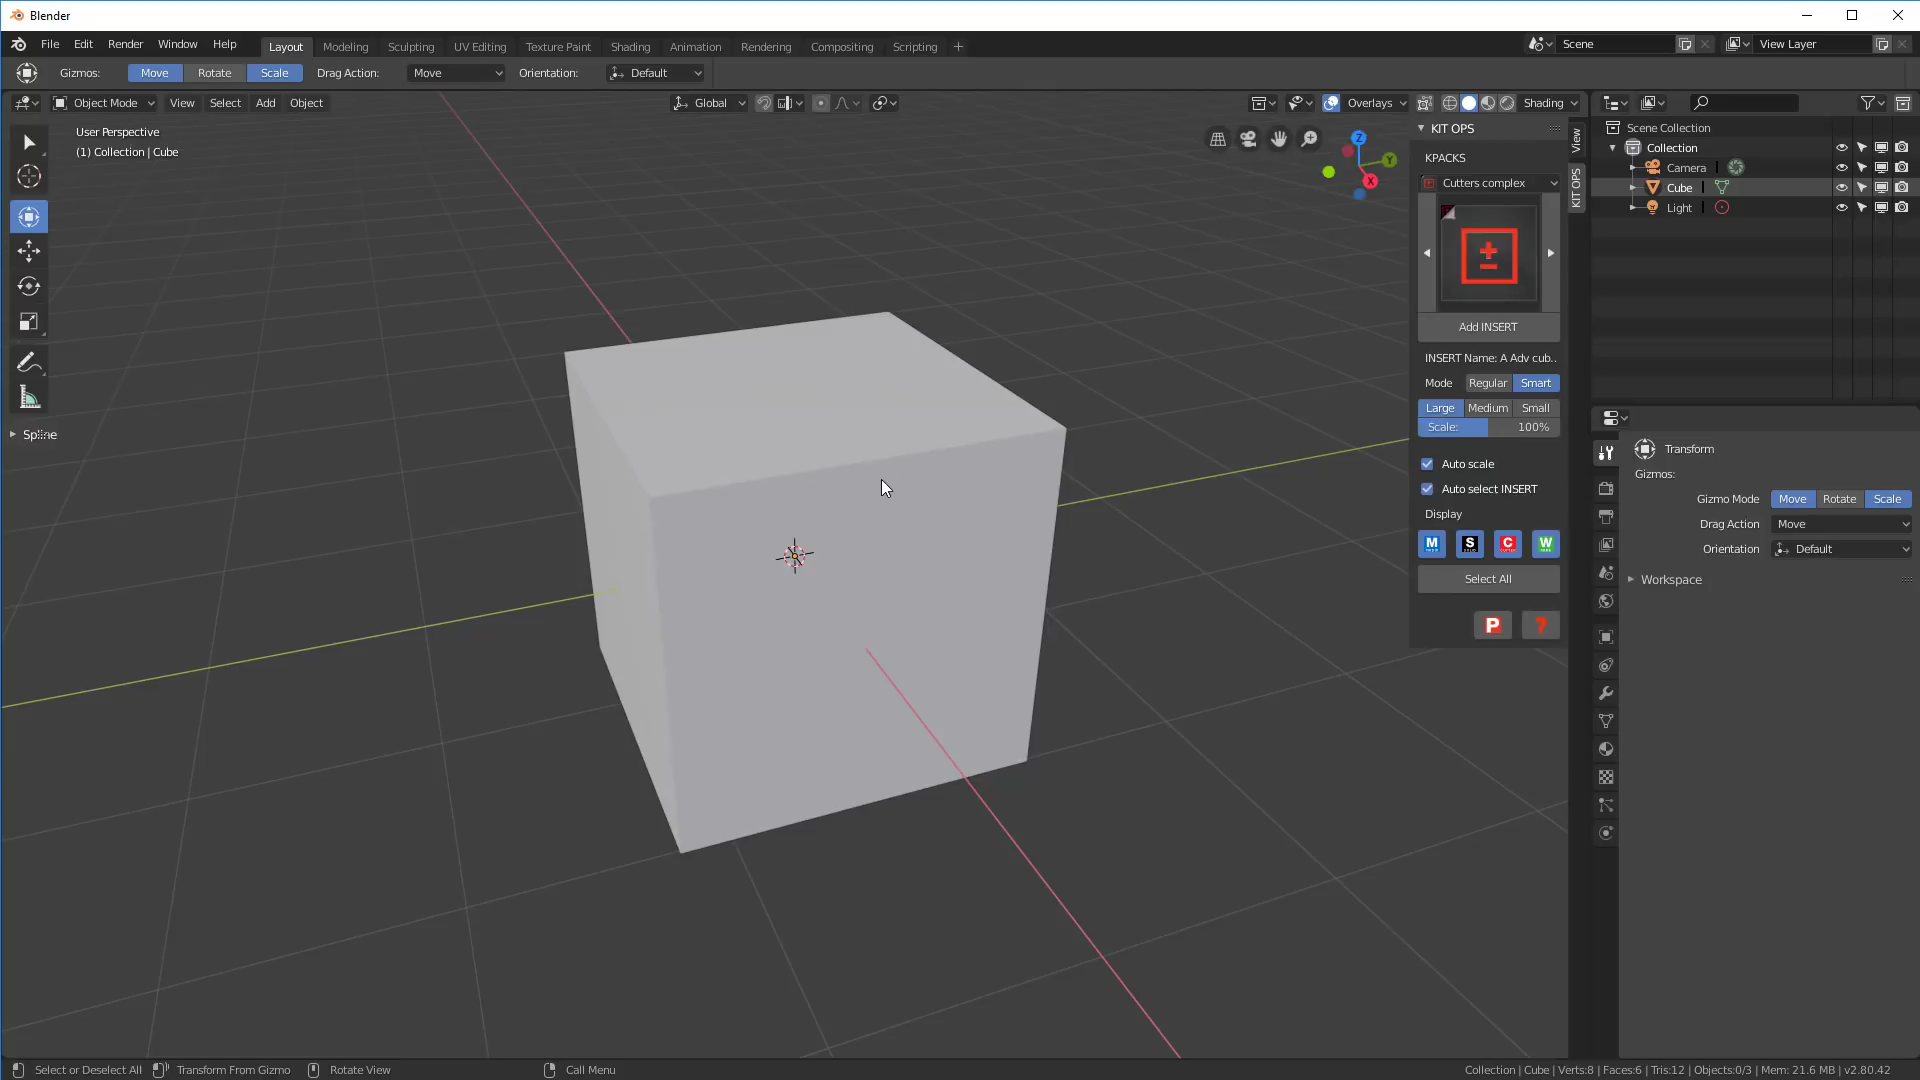 Blender
File Edit Render Window Help Layout Modeling Sculpting UV Editing Texture Paint Shading Animation Rendering Compositing Scripting + Scene View Layer
Gizmos: Move Rotate Scale Drag Action: Move Orientation: Default
Object Mode View Select Add Object Global Overlays Shading
User Perspective
(1) Collection | Cube
Spline
Z
Y
X
KIT OPS
KPACKS
Cutters complex
Add INSERT
INSERT Name: A Adv cub..
Mode Regular Smart
Large Medium Small
Scale: 100%
Auto scale
Auto select INSERT
Display
M S C W
Select All
P ?
View
KIT OPS
Scene Collection
Collection
Camera
Cube
Light
Transform
Gizmos:
Gizmo Mode Move Rotate Scale
Drag Action Move
Orientation Default
Workspace
Select or Deselect All Transform From Gizmo Rotate View Call Menu Collection | Cube | Verts:8 | Faces:6 | Tris:12 | Objects:0/3 | Mem: 21.6 MB | v2.80.42